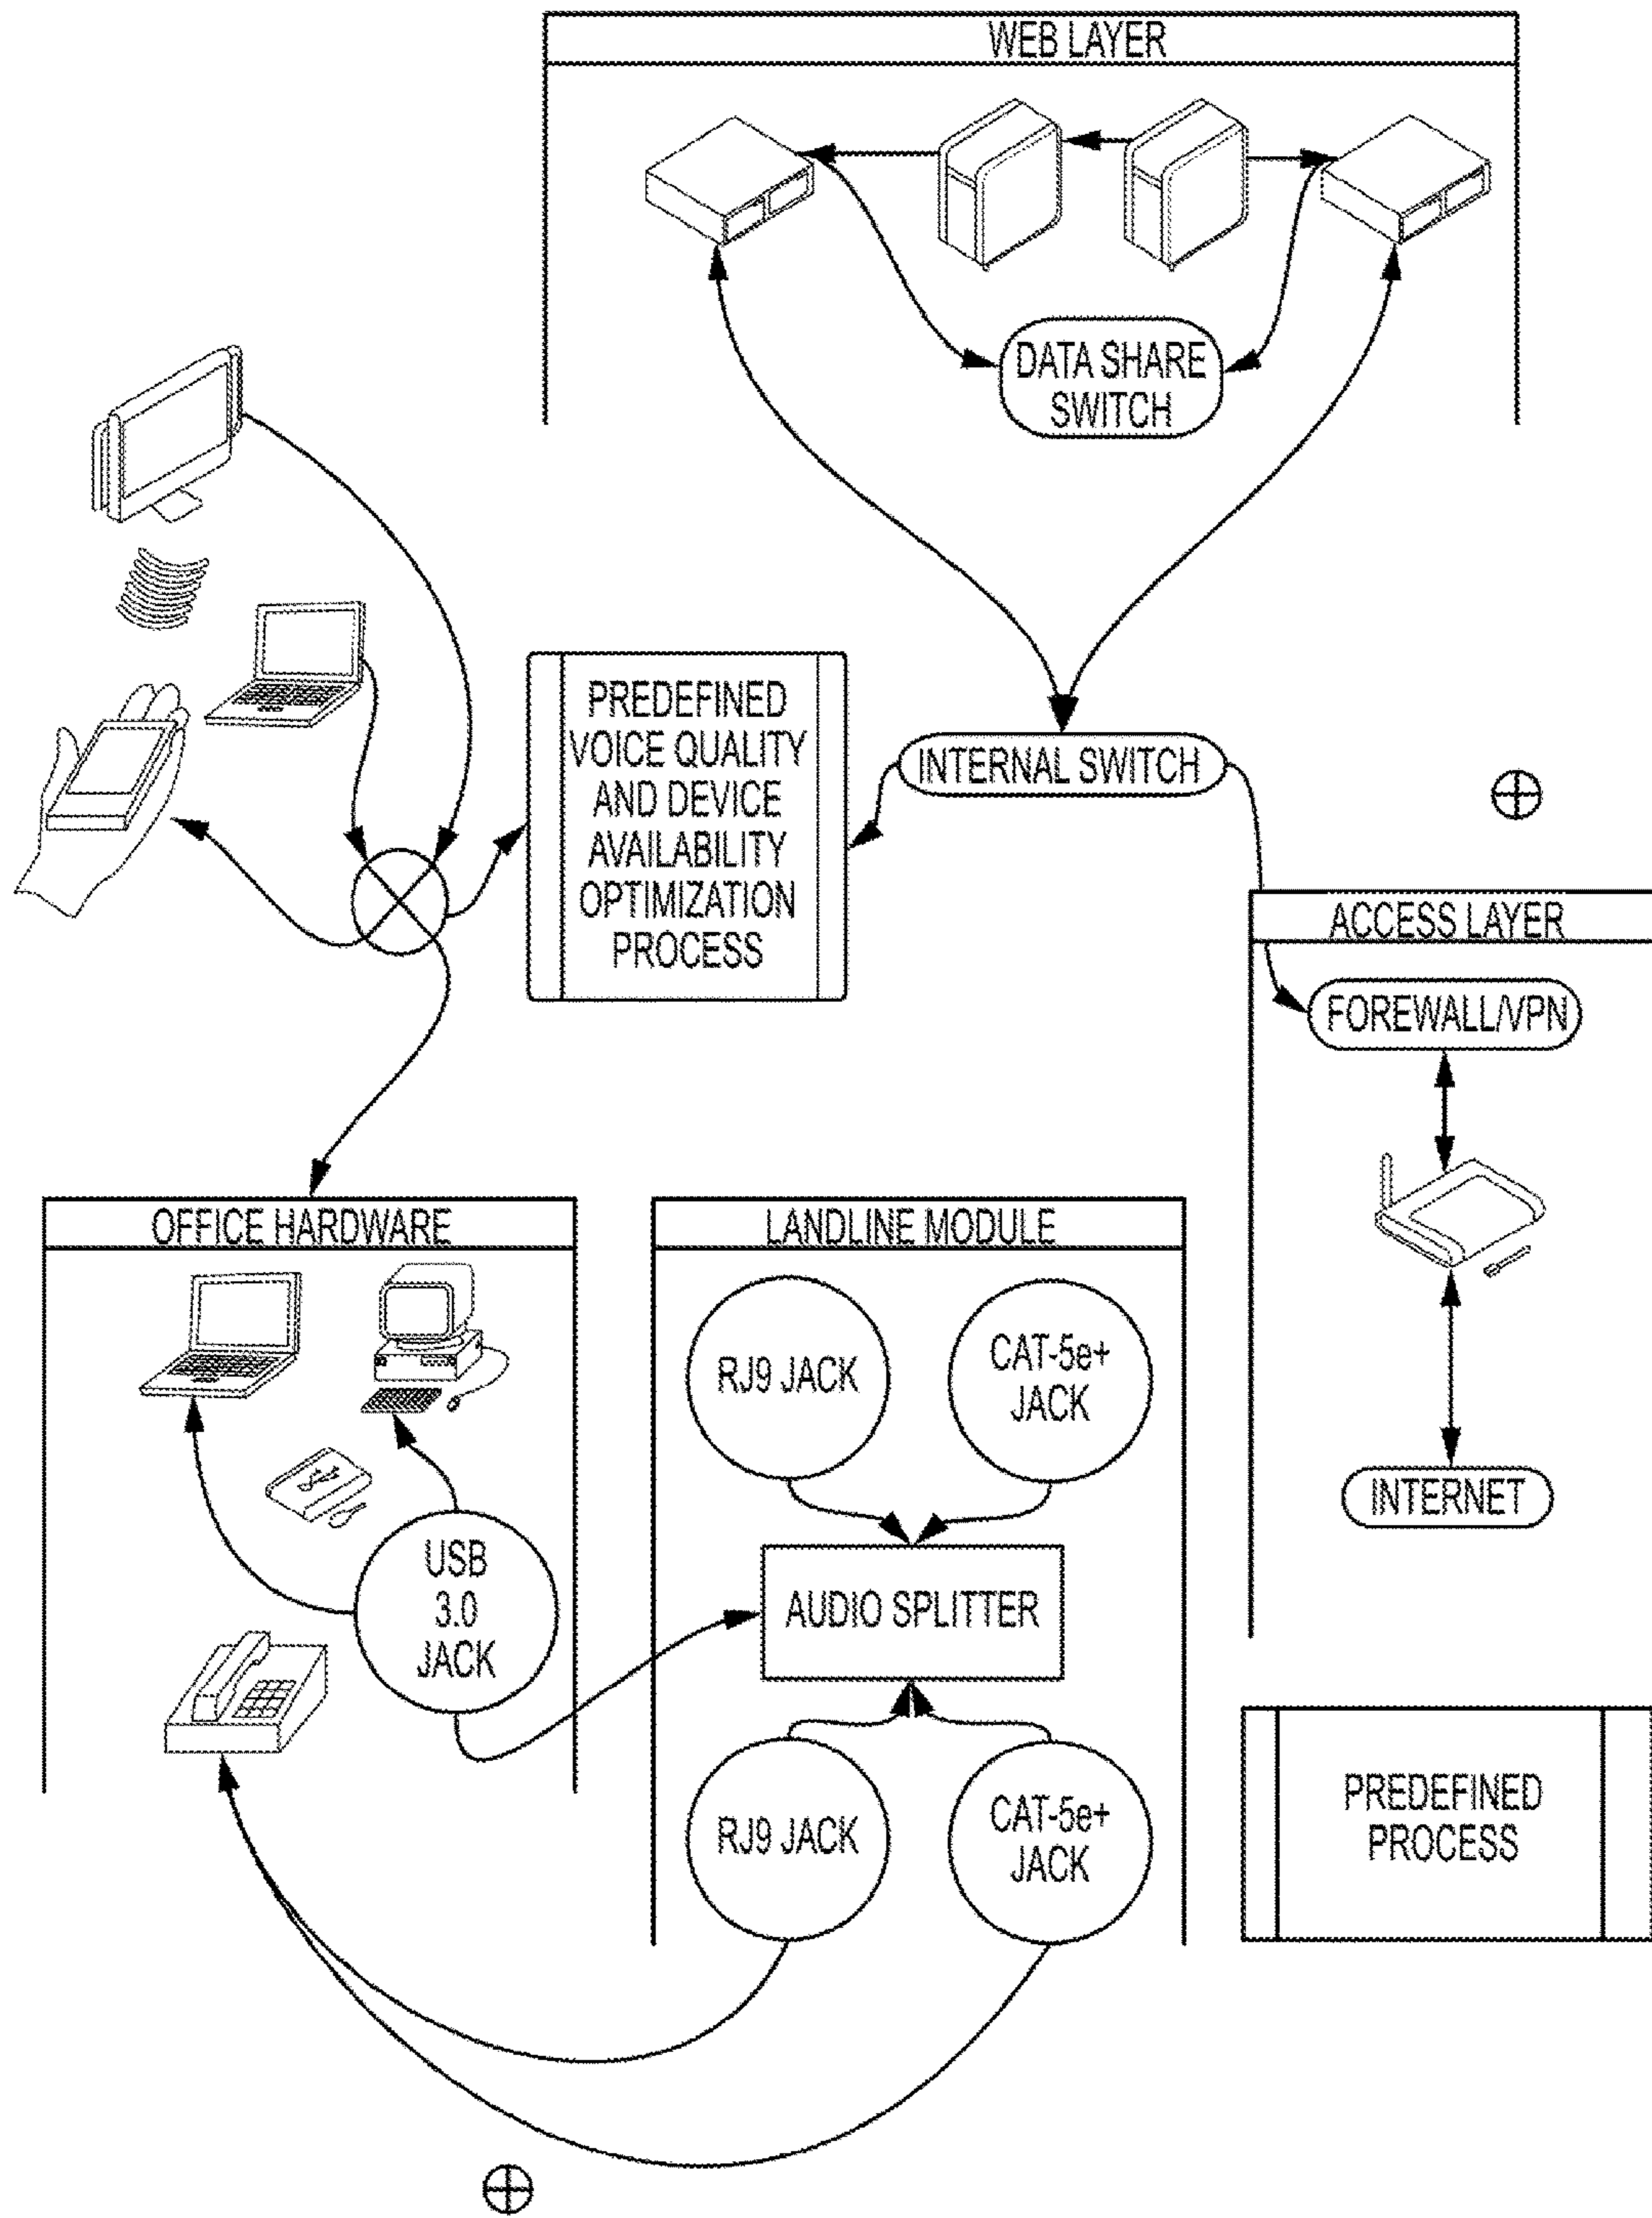 WEB LAYER
DATA SHARE
SWITCH
PREDEFINED
VOICE QUALITY
AND DEVICE
AVAILABILITY
OPTIMIZATION
PROCESS
INTERNAL SWITCH
ACCESS LAYER
FOREWALL/VPN
INTERNET
OFFICE HARDWARE
USB
3.0
JACK
LANDLINE MODULE
RJ9 JACK
CAT-5e+
JACK
AUDIO SPLITTER
RJ9 JACK
CAT-5e+
JACK
PREDEFINED
PROCESS